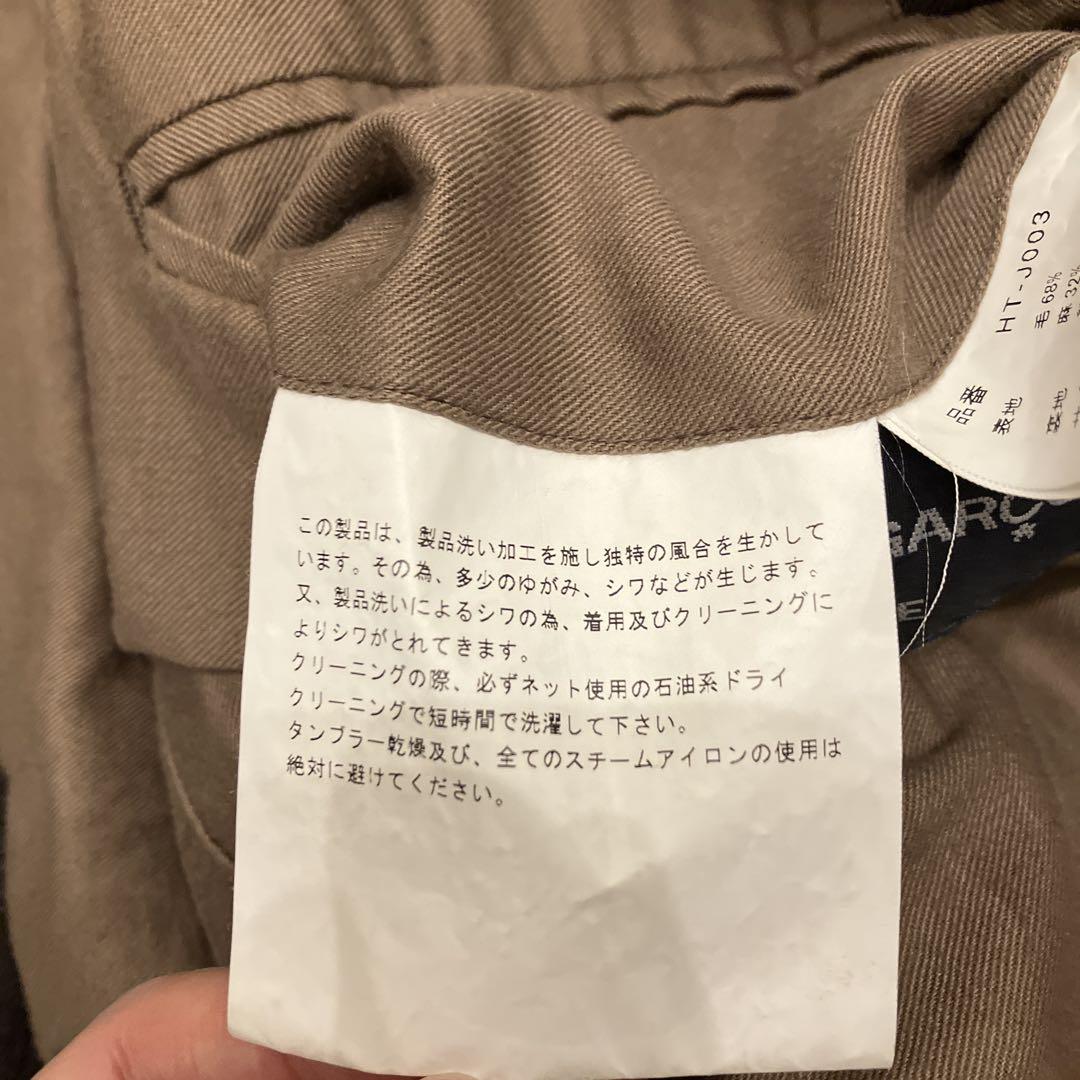 この製品は、製品洗い加工を施し独特の風合を生かして
います。その為、多少のゆがみ、シワなどが生じます。
又、製品洗いによるシワの為、着用及びクリーニングに
よりシワがとれてきます。
クリーニングの際、必ずネット使用の石油系ドライ
クリーニングで短時間で洗濯して下さい。
タンブラー乾燥及び、全てのスチームアイロンの使用は
絶対に避けてください。
品番 HT-J003
表地 毛 68%
麻 32%
GARÇ
E